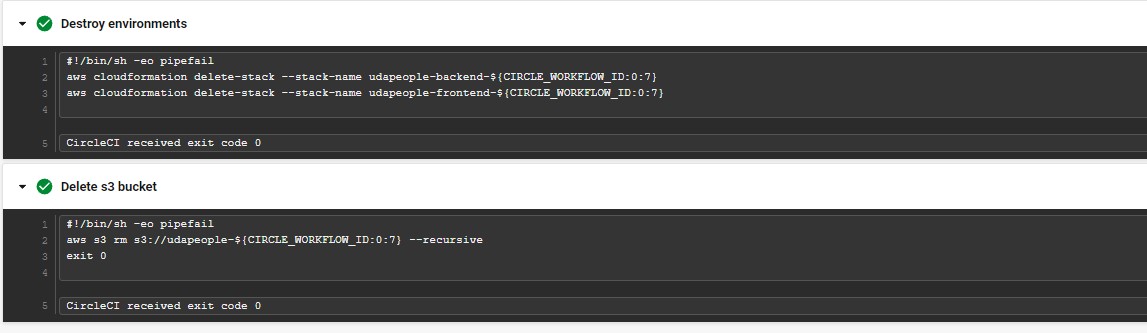 Destroy environments
1 #!/bin/sh -eo pipefail
2 aws cloudformation delete-stack --stack-name udapeople-backend-${CIRCLE_WORKFLOW_ID:0:7}
3 aws cloudformation delete-stack --stack-name udapeople-frontend-${CIRCLE_WORKFLOW_ID:0:7}
4
5 CircleCI received exit code 0
Delete s3 bucket
1 #!/bin/sh -eo pipefail
2 aws s3 rm s3://udapeople-${CIRCLE_WORKFLOW_ID:0:7} --recursive
3 exit 0
4
5 CircleCI received exit code 0